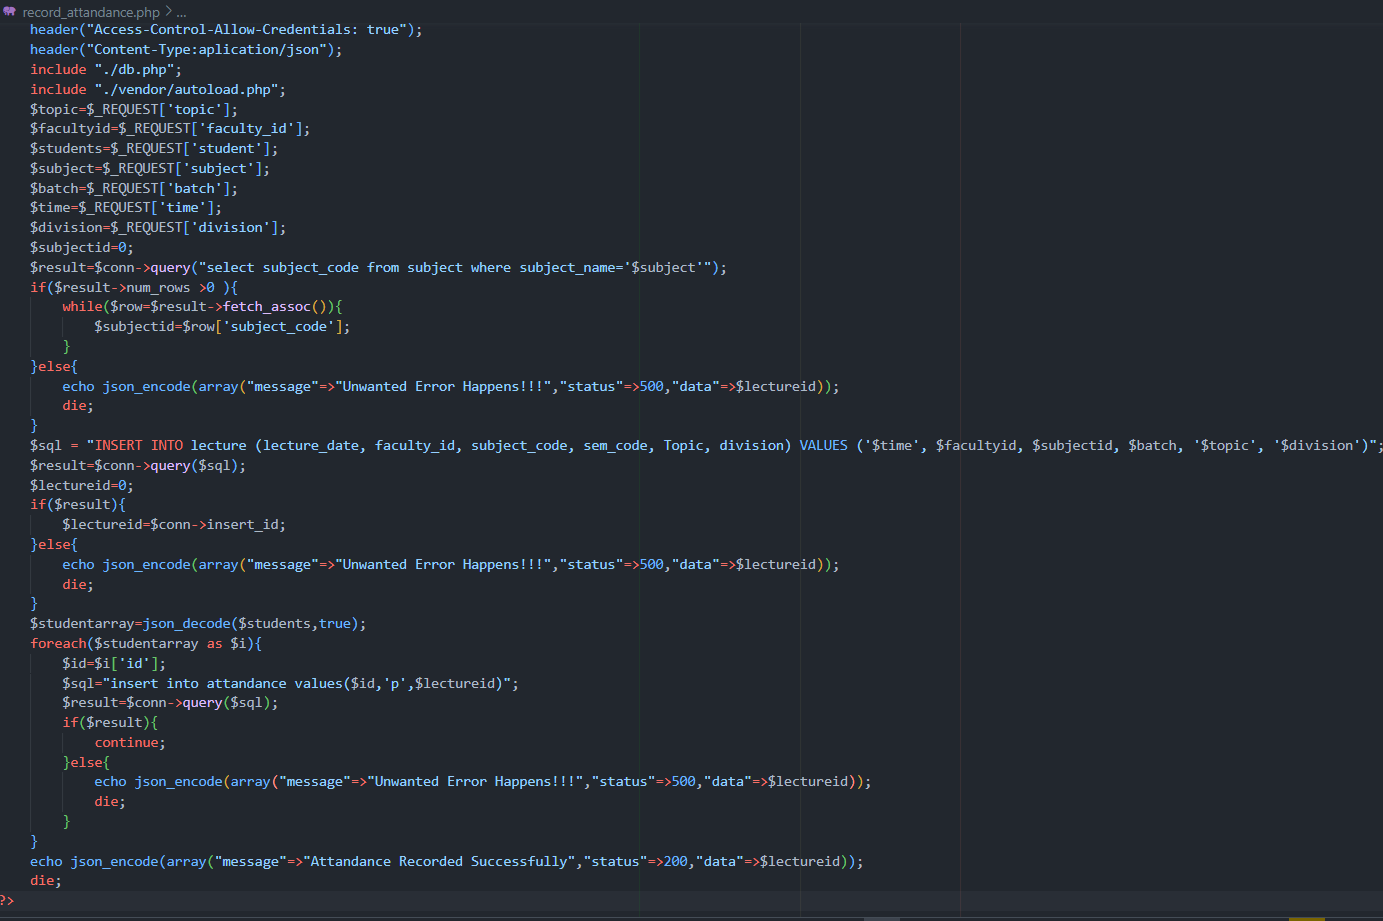 record_attandance.php > ...
header("Access-Control-Allow-Credentials: true");
header("Content-Type:aplication/json");
include "./db.php";
include "./vendor/autoload.php";
$topic=$_REQUEST['topic'];
$facultyid=$_REQUEST['faculty_id'];
$students=$_REQUEST['student'];
$subject=$_REQUEST['subject'];
$batch=$_REQUEST['batch'];
$time=$_REQUEST['time'];
$division=$_REQUEST['division'];
$subjectid=0;
$result=$conn->query("select subject_code from subject where subject_name='$subject'");
if($result->num_rows >0 ){
    while($row=$result->fetch_assoc()){
        $subjectid=$row['subject_code'];
    }
}else{
    echo json_encode(array("message"=>"Unwanted Error Happens!!!","status"=>500,"data"=>$lectureid));
    die;
}
$sql = "INSERT INTO lecture (lecture_date, faculty_id, subject_code, sem_code, Topic, division) VALUES ('$time', $facultyid, $subjectid, $batch, '$topic', '$division')";
$result=$conn->query($sql);
$lectureid=0;
if($result){
    $lectureid=$conn->insert_id;
}else{
    echo json_encode(array("message"=>"Unwanted Error Happens!!!","status"=>500,"data"=>$lectureid));
    die;
}
$studentarray=json_decode($students,true);
foreach($studentarray as $i){
    $id=$i['id'];
    $sql="insert into attandance values($id,'p',$lectureid)";
    $result=$conn->query($sql);
    if($result){
        continue;
    }else{
        echo json_encode(array("message"=>"Unwanted Error Happens!!!","status"=>500,"data"=>$lectureid));
        die;
    }
}
echo json_encode(array("message"=>"Attandance Recorded Successfully","status"=>200,"data"=>$lectureid));
die;
?>